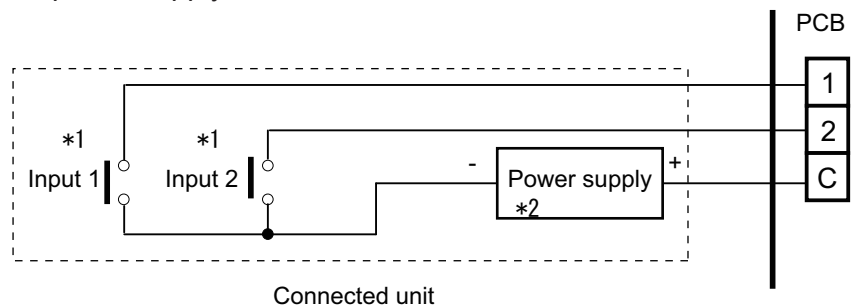 PCB
1
*1 *1 2
Input 1 Input 2 - Power supply + C
*2
Connected unit